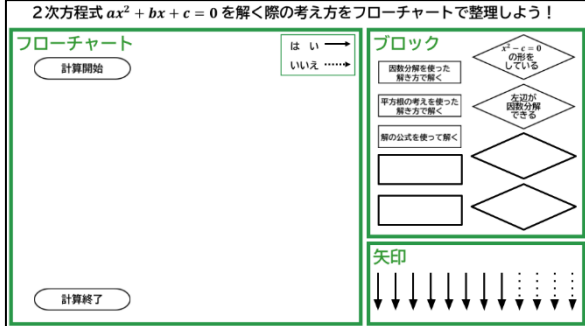 ２次方程式 ax² + bx + c = 0 を解く際の考え方をフローチャートで整理しよう！
フローチャート
は い
いいえ
計算開始
計算終了
ブロック
因数分解を使った
解き方で解く
x² − c = 0
の形を
している
平方根の考えを使った
解き方で解く
左辺が
因数分解
できる
解の公式を使って解く
矢印